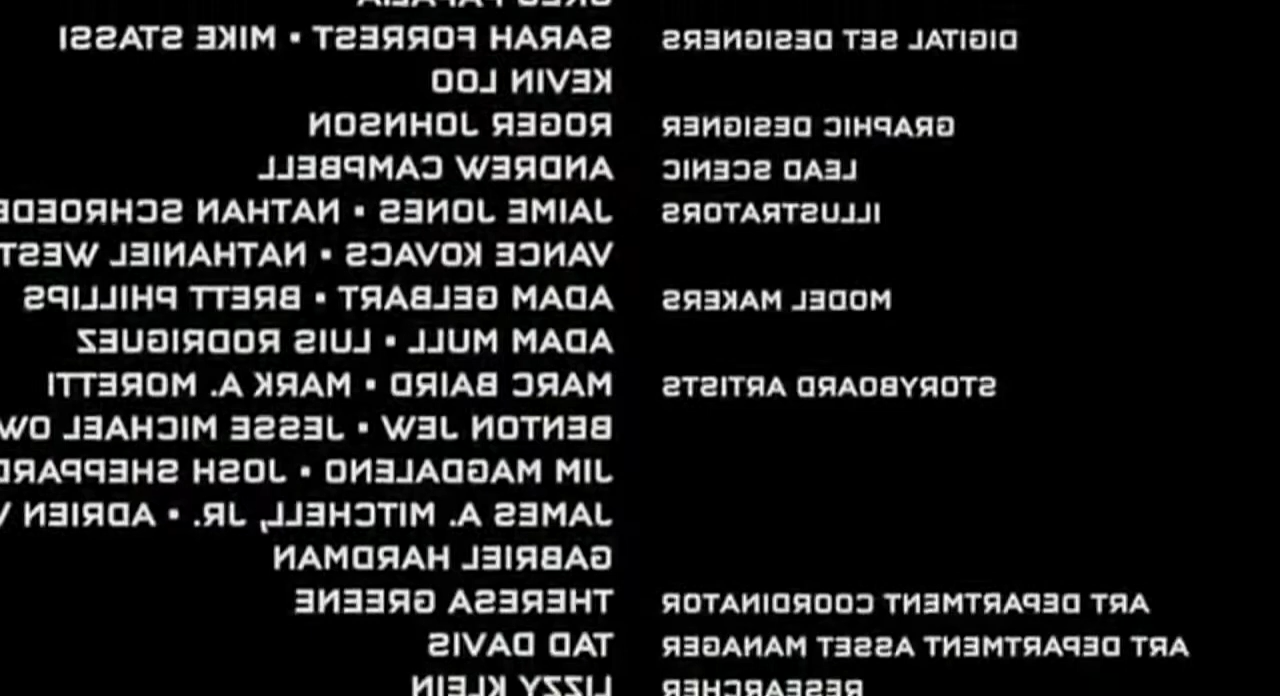 DIGITAL SET DESIGNERS SARAH FORREST ▪ MIKE STASSI
KEVIN LOO
GRAPHIC DESIGNER ROGER JOHNSON
LEAD SCENIC ANDREW CAMPBELL
ILLUSTRATORS JAIME JONES ▪ NATHAN SCHROEDE
VANCE KOVACS ▪ NATHANIEL WEST
MODEL MAKERS ADAM GELBART ▪ BRETT PHILLIPS
ADAM MULL ▪ LUIS RODRIGUEZ
STORYBOARD ARTISTS MARC BAIRD ▪ MARK A. MORETTI
BENTON JEW ▪ JESSE MICHAEL OW
JIM MAGDALENO ▪ JOSH SHEPPARD
JAMES A. MITCHELL, JR. ▪ ADRIEN
GABRIEL HARDMAN
ART DEPARTMENT COORDINATOR THERESA GREENE
ART DEPARTMENT ASSET MANAGER TAD DAVIS
RESEARCHER LIZZY KLEIN